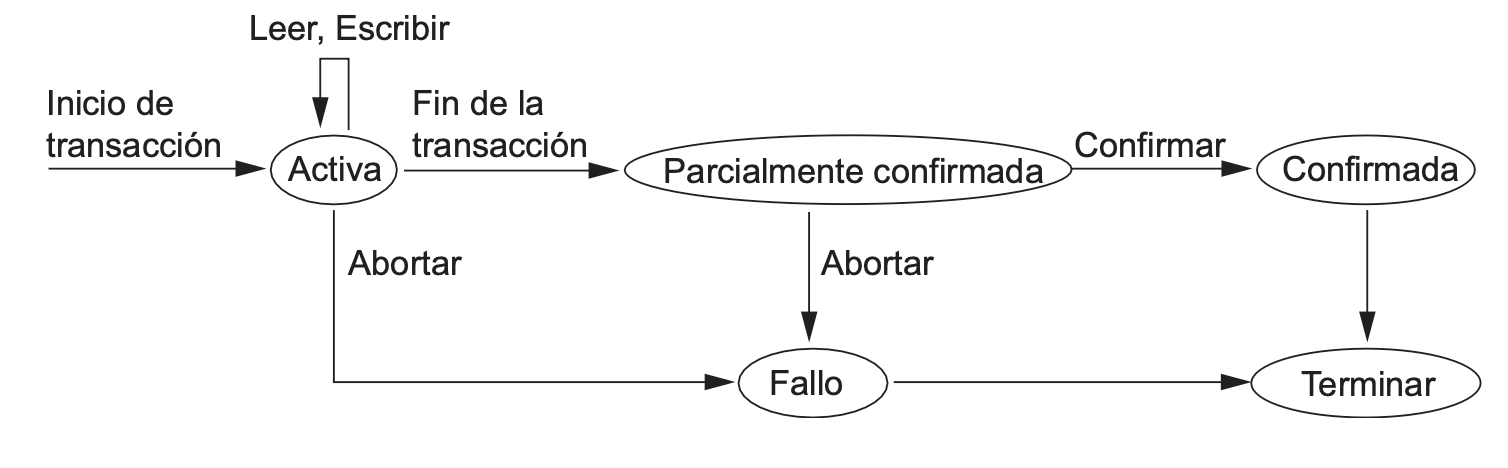 Leer, Escribir
Inicio de
transacción
Fin de la
transacción
Activa
Parcialmente confirmada
Confirmar
Confirmada
Abortar
Abortar
Fallo
Terminar